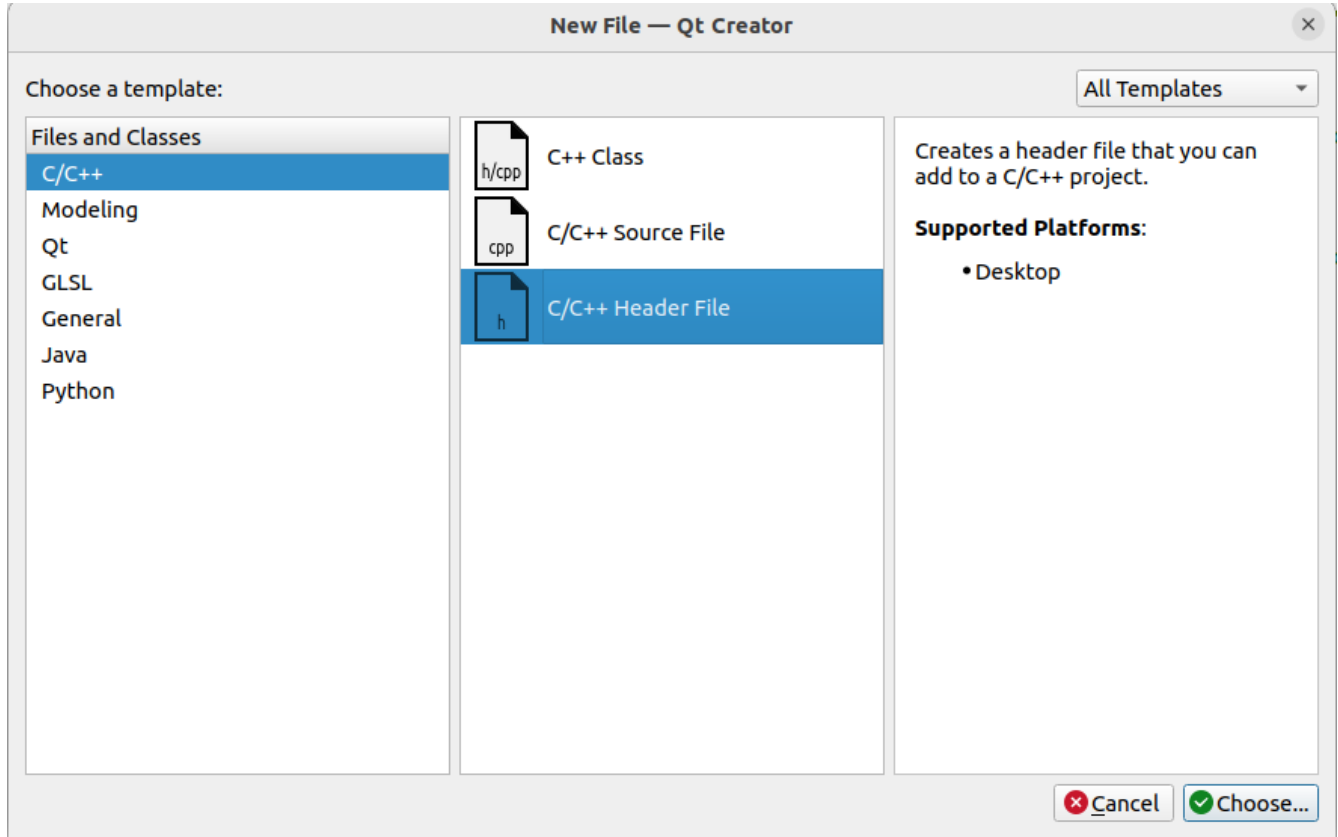 New File — Qt Creator
Choose a template:
All Templates
Files and Classes
C/C++
Modeling
Qt
GLSL
General
Java
Python
h/cpp
C++ Class
cpp
C/C++ Source File
h
C/C++ Header File
Creates a header file that you can
add to a C/C++ project.
Supported Platforms:
• Desktop
Cancel
Choose...